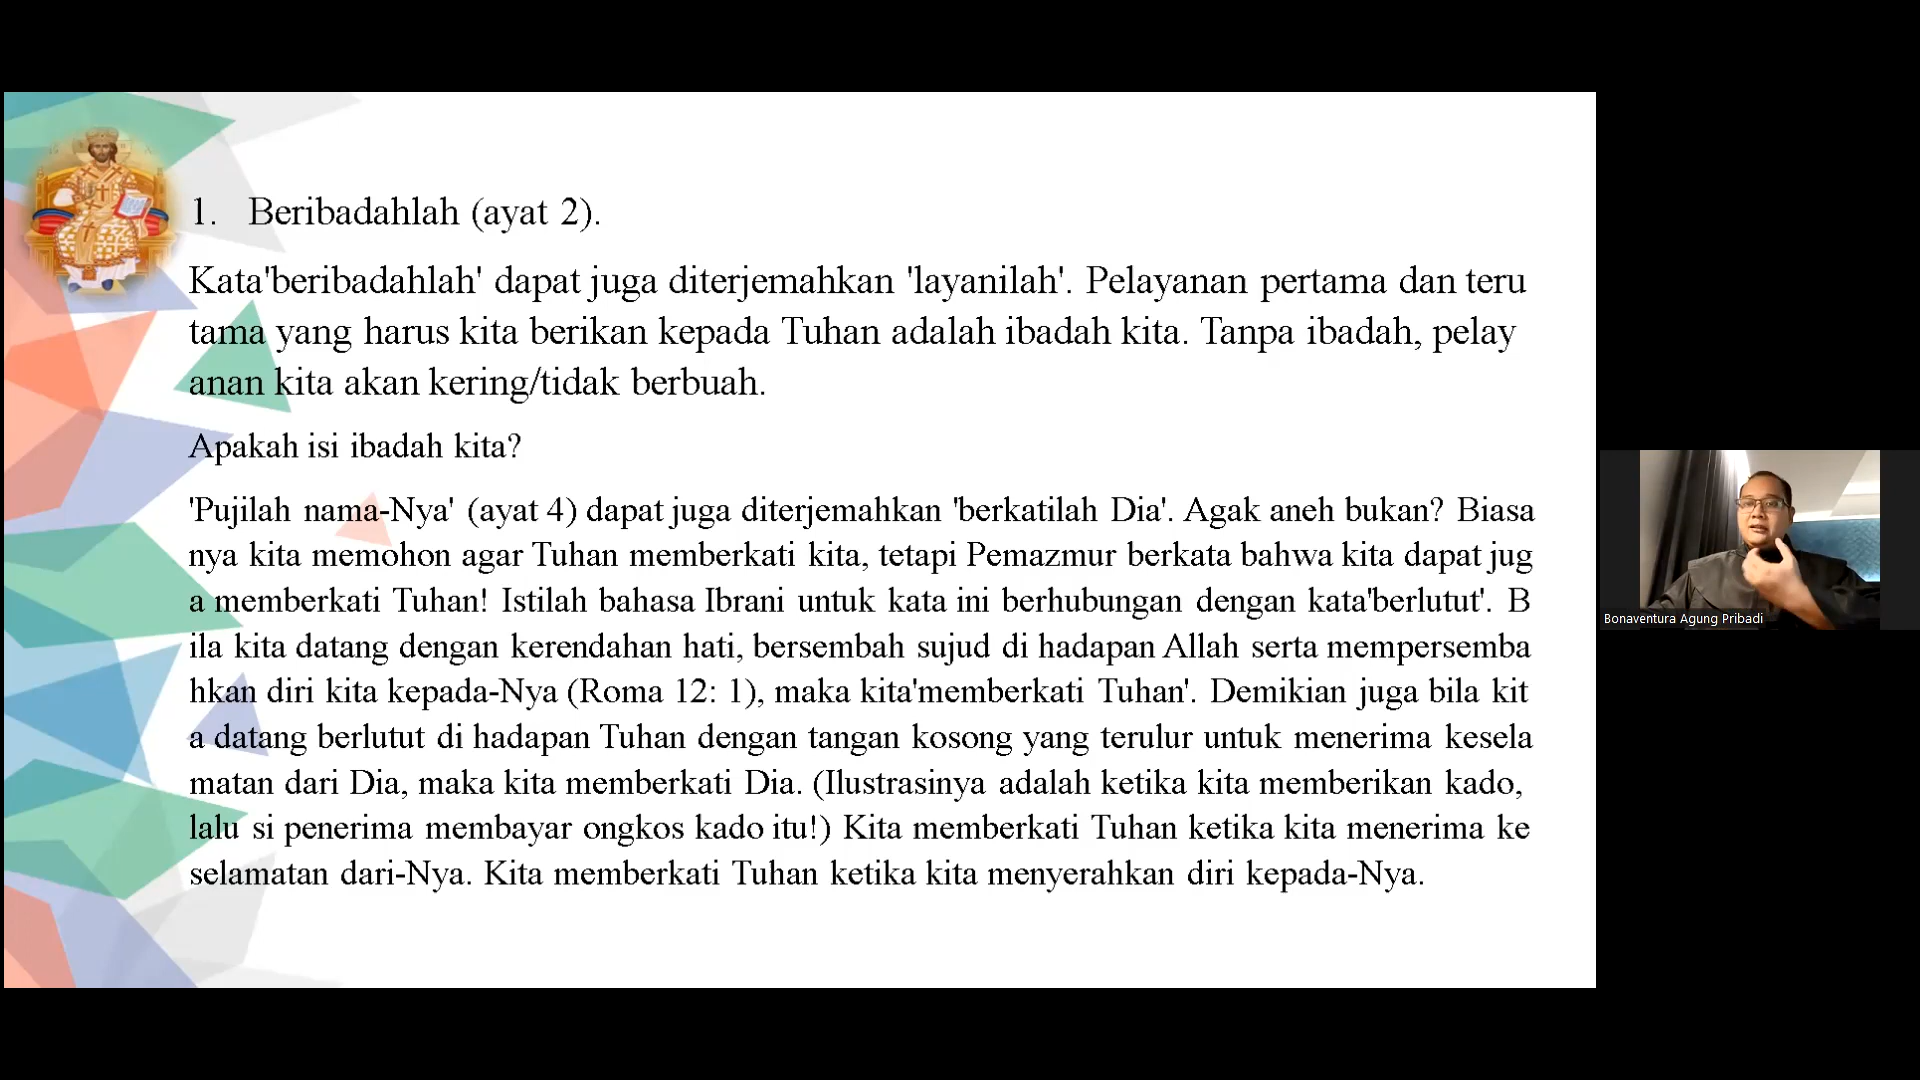 1. Beribadahlah (ayat 2).
Kata'beribadahlah' dapat juga diterjemahkan 'layanilah'. Pelayanan pertama dan teru
tama yang harus kita berikan kepada Tuhan adalah ibadah kita. Tanpa ibadah, pelay
anan kita akan kering/tidak berbuah.
Apakah isi ibadah kita?
'Pujilah nama-Nya' (ayat 4) dapat juga diterjemahkan 'berkatilah Dia'. Agak aneh bukan? Biasa
nya kita memohon agar Tuhan memberkati kita, tetapi Pemazmur berkata bahwa kita dapat jug
a memberkati Tuhan! Istilah bahasa Ibrani untuk kata ini berhubungan dengan kata'berlutut'. B
ila kita datang dengan kerendahan hati, bersembah sujud di hadapan Allah serta mempersemba
hkan diri kita kepada-Nya (Roma 12: 1), maka kita'memberkati Tuhan'. Demikian juga bila kit
a datang berlutut di hadapan Tuhan dengan tangan kosong yang terulur untuk menerima kesela
matan dari Dia, maka kita memberkati Dia. (Ilustrasinya adalah ketika kita memberikan kado,
lalu si penerima membayar ongkos kado itu!) Kita memberkati Tuhan ketika kita menerima ke
selamatan dari-Nya. Kita memberkati Tuhan ketika kita menyerahkan diri kepada-Nya.
Bonaventura Agung Pribadi